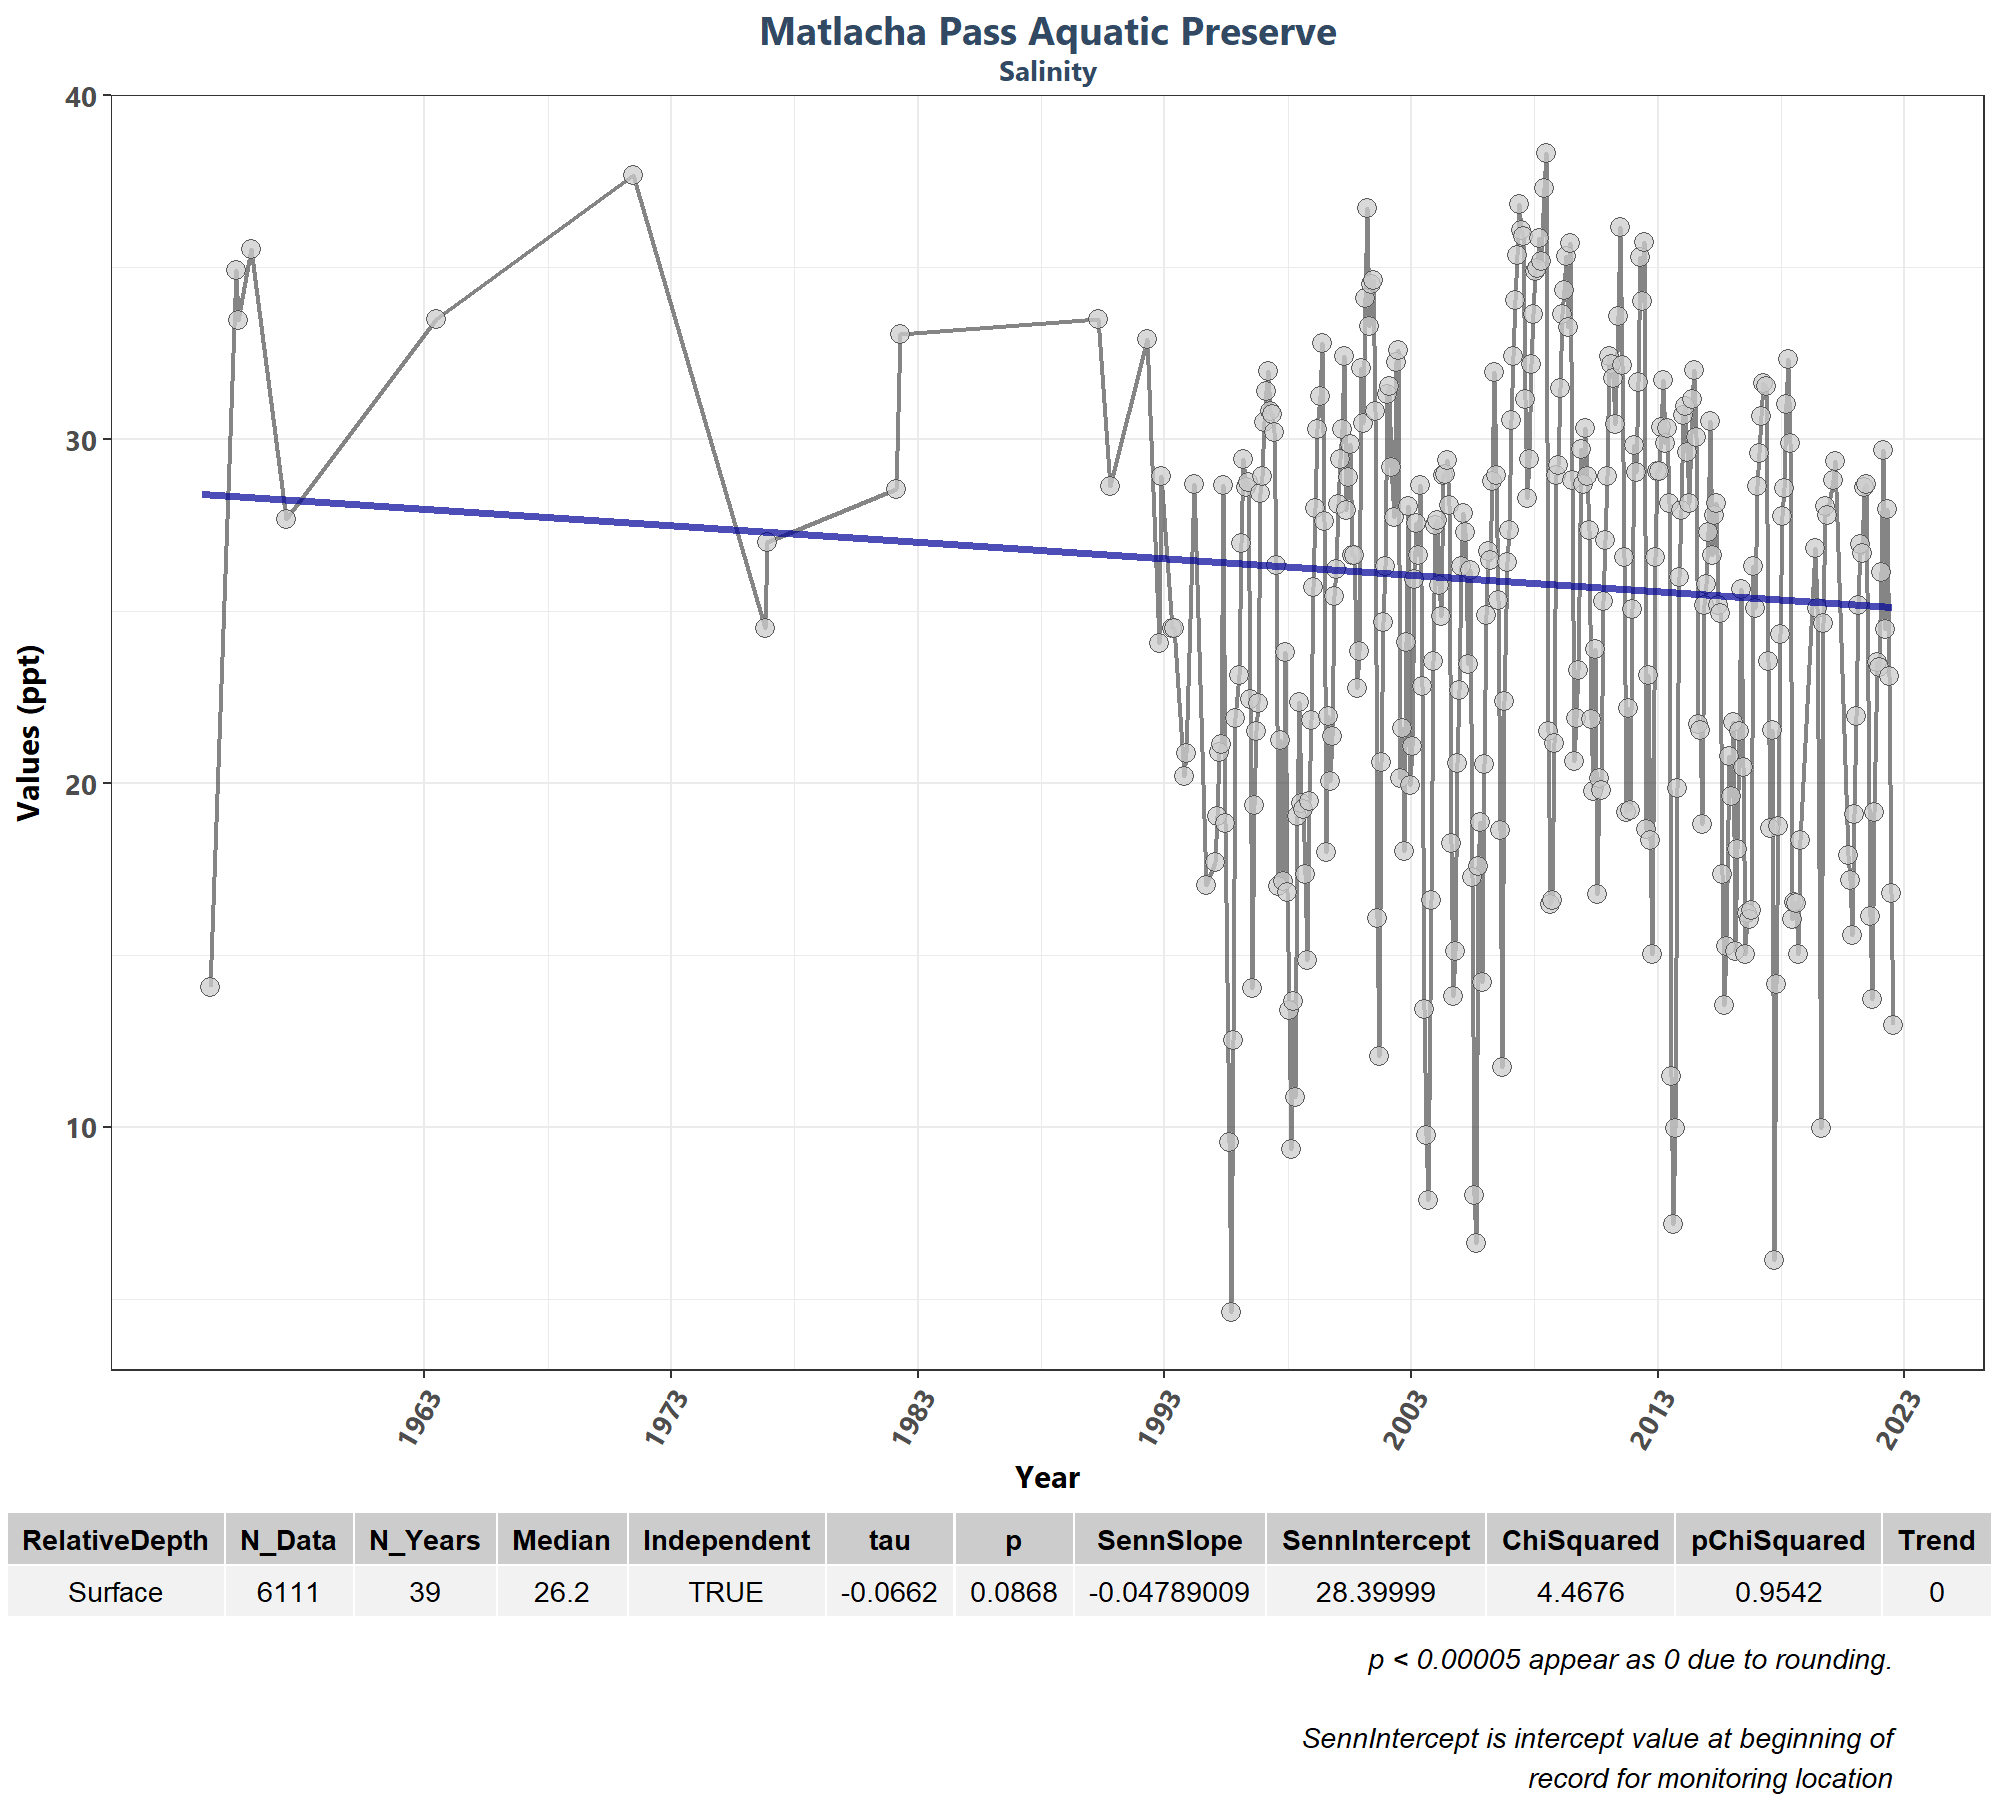 Matlacha Pass Aquatic Preserve
Salinity
40
30
20
10
Values (ppt)
1963 1973 1983 1993 2003 2013 2023
Year
RelativeDepth N_Data N_Years Median Independent tau p SennSlope SennIntercept ChiSquared pChiSquared Trend
Surface 6111 39 26.2 TRUE -0.0662 0.0868 -0.04789009 28.39999 4.4676 0.9542 0
p < 0.00005 appear as 0 due to rounding.
SennIntercept is intercept value at beginning of
record for monitoring location